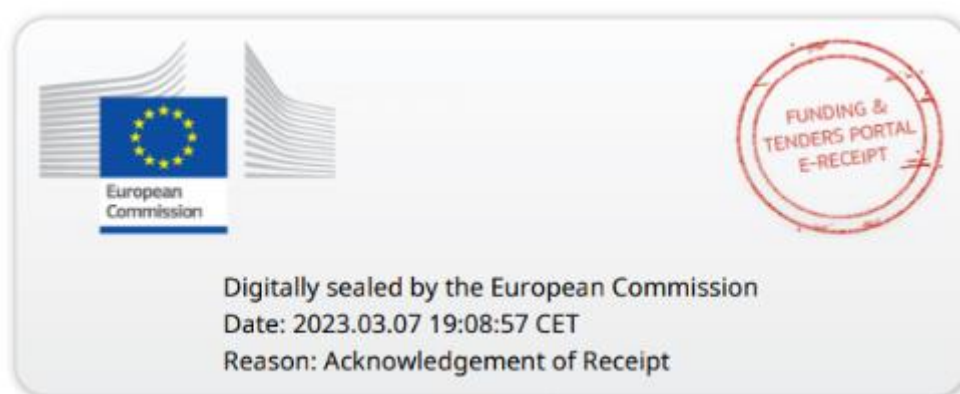 European
Commission
FUNDING &
TENDERS PORTAL
E-RECEIPT
Digitally sealed by the European Commission
Date: 2023.03.07 19:08:57 CET
Reason: Acknowledgement of Receipt